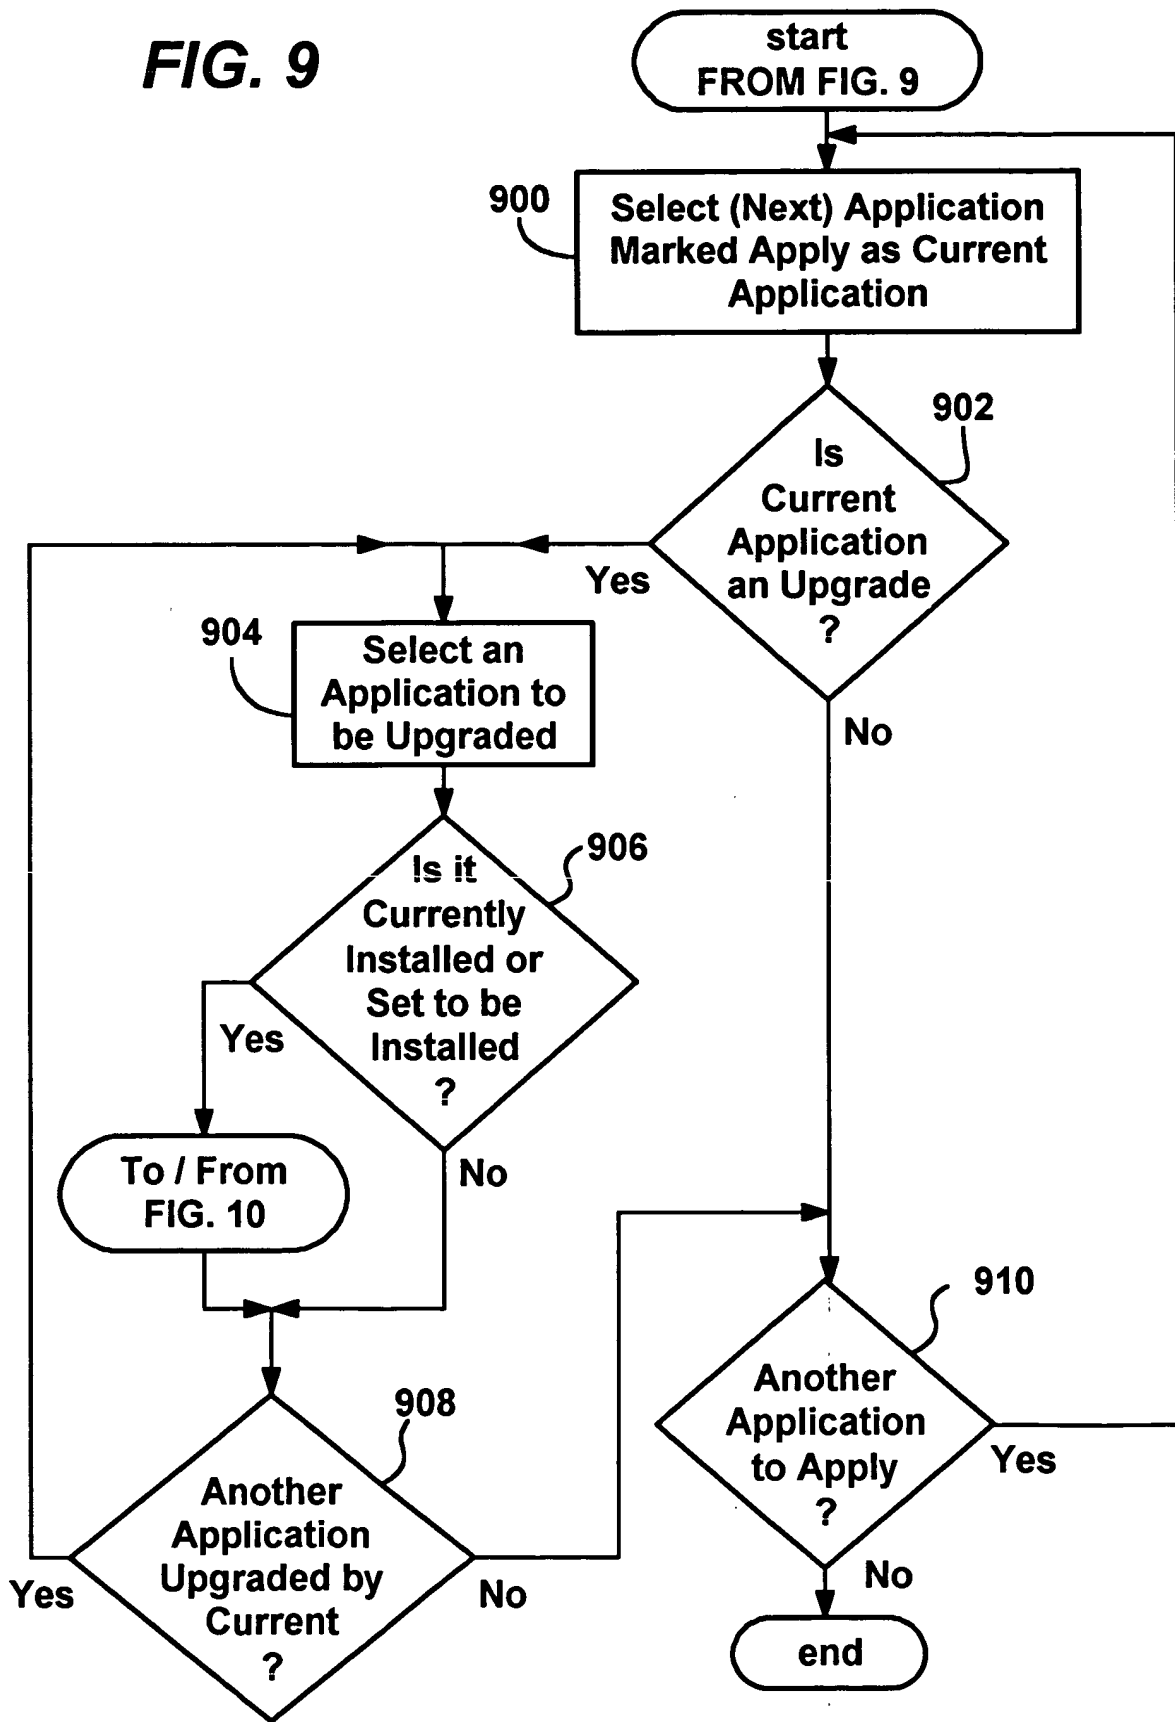 FIG. 9
start
FROM FIG. 9
900
Select (Next) Application
Marked Apply as Current
Application
902
Is
Current
Application
an Upgrade
?
Yes
No
904
Select an
Application to
be Upgraded
906
Is it
Currently
Installed or
Set to be
Installed
?
Yes
No
To / From
FIG. 10
908
Another
Application
Upgraded by
Current
?
Yes
No
910
Another
Application
to Apply
?
Yes
No
end